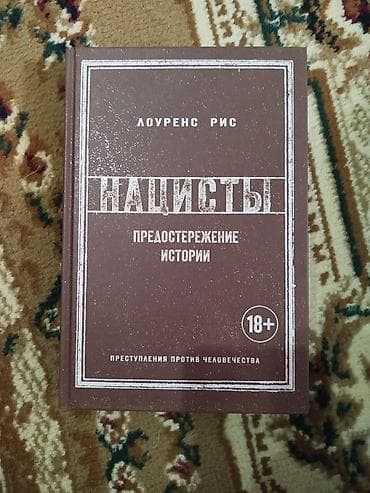 ЛОУРЕНС РИС
НАЦИСТЫ
ПРЕДОСТЕРЕЖЕНИЕ
ИСТОРИИ
18+
ПРЕСТУПЛЕНИЯ ПРОТИВ ЧЕЛОВЕЧЕСТВА